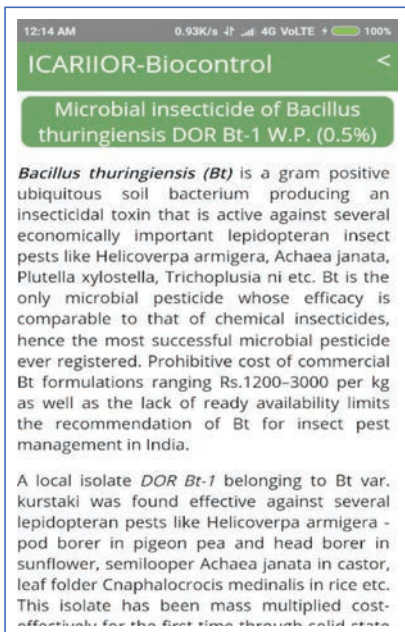 12:14 AM 0.93K/s 4G VoLTE 100%
ICARIIOR-Biocontrol <
Microbial insecticide of Bacillus
thuringiensis DOR Bt-1 W.P. (0.5%)
Bacillus thuringiensis (Bt) is a gram positive
ubiquitous soil bacterium producing an
insecticidal toxin that is active against several
economically important lepidopteran insect
pests like Helicoverpa armigera, Achaea janata,
Plutella xylostella, Trichoplusia ni etc. Bt is the
only microbial pesticide whose efficacy is
comparable to that of chemical insecticides,
hence the most successful microbial pesticide
ever registered. Prohibitive cost of commercial
Bt formulations ranging Rs.1200–3000 per kg
as well as the lack of ready availability limits
the recommendation of Bt for insect pest
management in India.
A local isolate DOR Bt-1 belonging to Bt var.
kurstaki was found effective against several
lepidopteran pests like Helicoverpa armigera -
pod borer in pigeon pea and head borer in
sunflower, semilooper Achaea janata in castor,
leaf folder Cnaphalocrocis medinalis in rice etc.
This isolate has been mass multiplied cost-
effectively for the first time through solid state